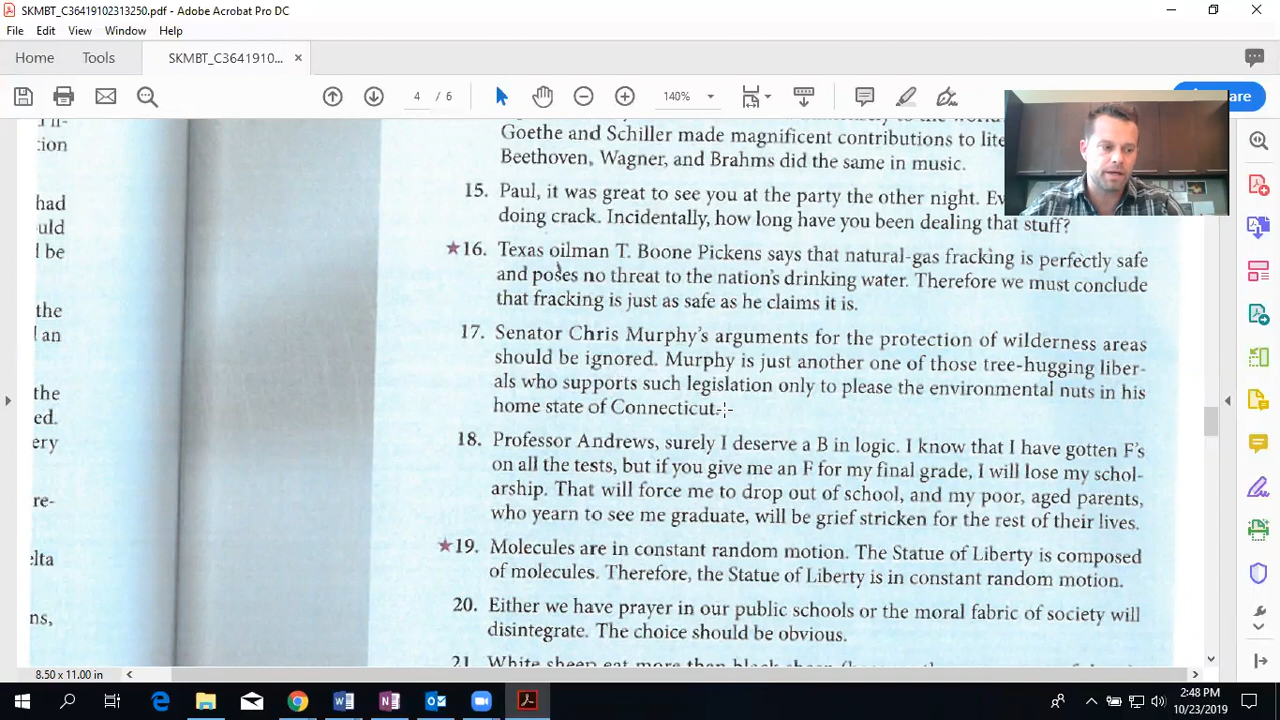 SKMBT_C36419102313250.pdf - Adobe Acrobat Pro DC
File Edit View Window Help
Home Tools SKMBT_C3641910... ×
4 / 6 140% are
Goethe and Schiller made magnificent contributions to lite
Beethoven, Wagner, and Brahms did the same in music.
15. Paul, it was great to see you at the party the other night. Ev
doing crack. Incidentally, how long have you been dealing that stuff?
★16. Texas oilman T. Boone Pickens says that natural-gas fracking is perfectly safe
and poses no threat to the nation's drinking water. Therefore we must conclude
that fracking is just as safe as he claims it is.
17. Senator Chris Murphy's arguments for the protection of wilderness areas
should be ignored. Murphy is just another one of those tree-hugging liber-
als who supports such legislation only to please the environmental nuts in his
home state of Connecticut.
18. Professor Andrews, surely I deserve a B in logic. I know that I have gotten F's
on all the tests, but if you give me an F for my final grade, I will lose my schol-
arship. That will force me to drop out of school, and my poor, aged parents,
who yearn to see me graduate, will be grief stricken for the rest of their lives.
★19. Molecules are in constant random motion. The Statue of Liberty is composed
of molecules. Therefore, the Statue of Liberty is in constant random motion.
20. Either we have prayer in our public schools or the moral fabric of society will
disintegrate. The choice should be obvious.
21. White sheep eat more than black sheep
tion
had
uld
d be
the
d an
d the
ed.
ery
re-
elta
ns,
8.50 x 11.00 in
2:48 PM
10/23/2019